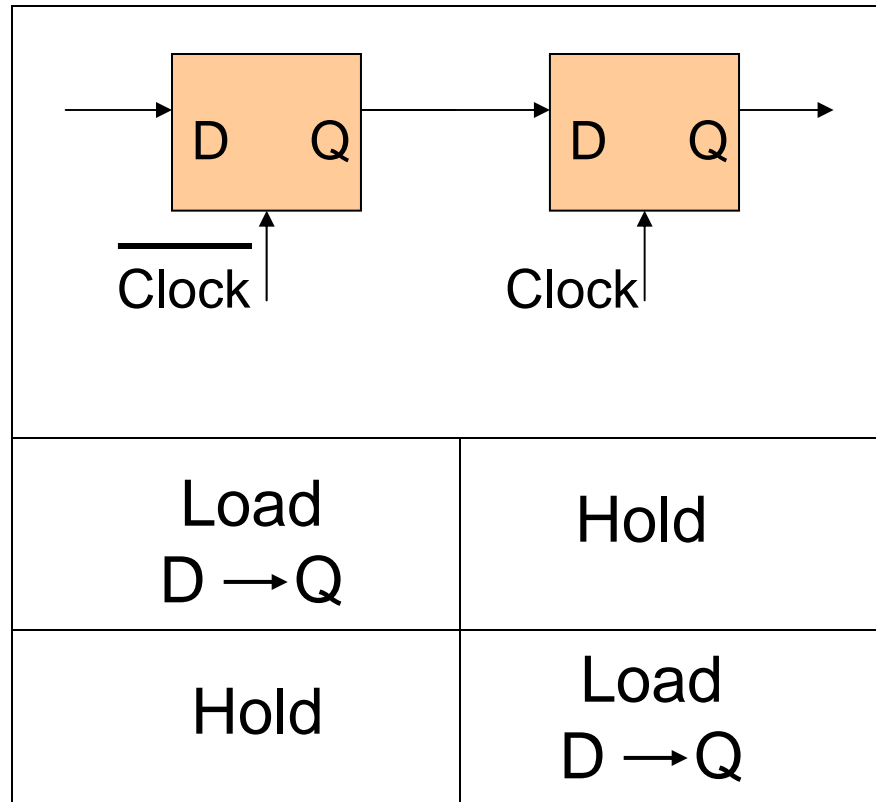 D Q D Q
Clock Clock
Load Hold
D → Q
Hold Load
D → Q